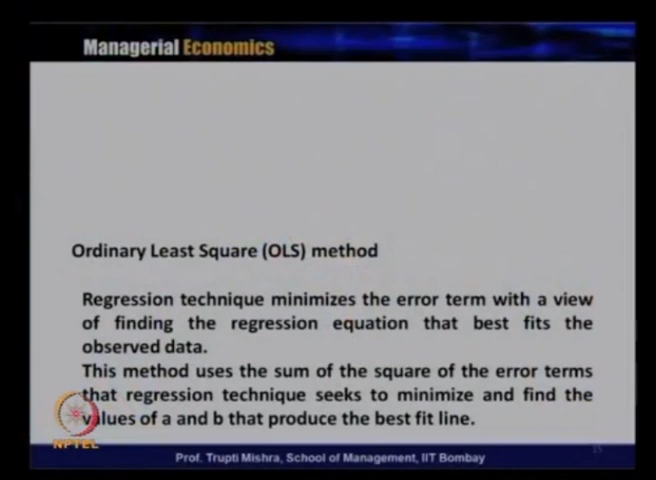 Managerial Economics
Ordinary Least Square (OLS) method
Regression technique minimizes the error term with a view
of finding the regression equation that best fits the
observed data.
This method uses the sum of the square of the error terms
that regression technique seeks to minimize and find the
values of a and b that produce the best fit line.
NPTEL
Prof. Trupti Mishra, School of Management, IIT Bombay
15